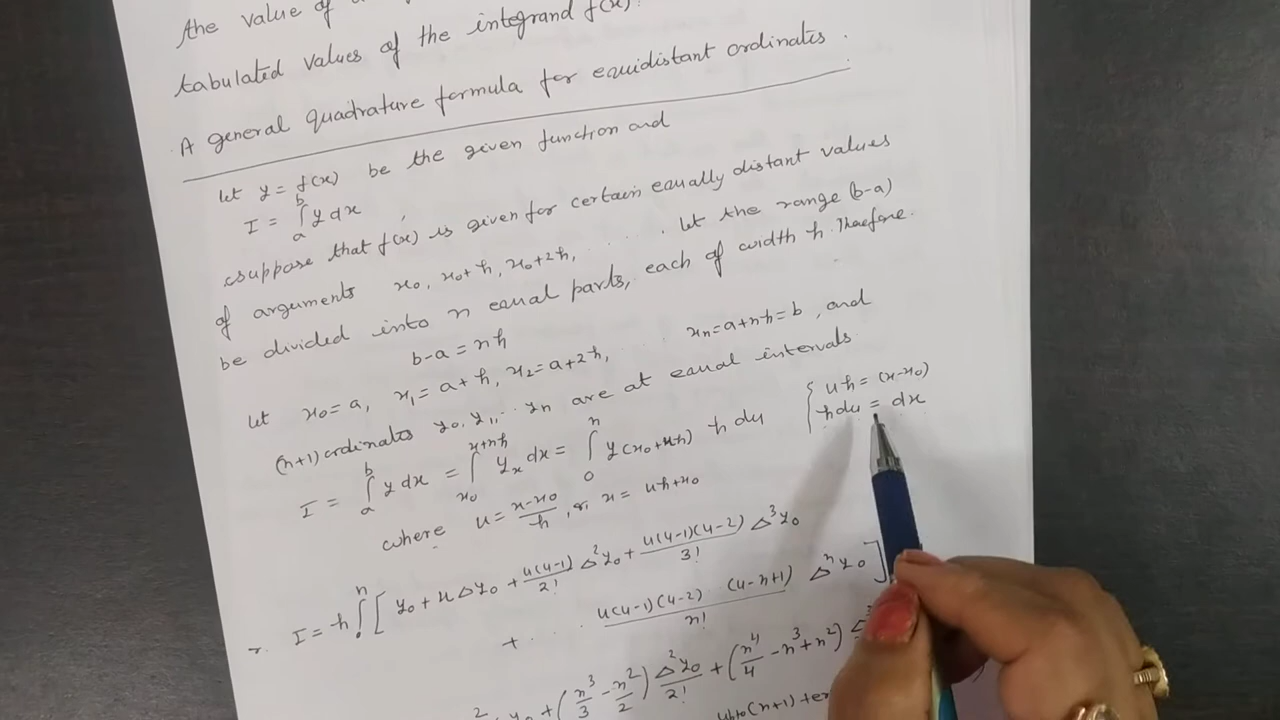 the value of
tabulated values of the integrand f(x).
A general quadrature formula for equidistant ordinates.
let y = f(x) be the given function and
I = ∫_a^b y dx,
suppose that f(x) is given for certain equally distant values
of arguments x₀, x₀+h, x₀+2h, ...... . let the range (b-a)
be divided into n equal parts, each of width h. Therefore.
b-a = nh
let x₀=a, x₁=a+h, x₂=a+2h, ... xₙ=a+nh=b, and
(n+1) ordinates y₀, y₁, ... yₙ are at equal intervals
I = ∫_a^b y dx = ∫_{x₀}^{x+nh} yₓ dx = ∫_0^n y(x₀+uh) h du { uh = (x-x₀)
h du = dx
where u = (x-x₀)/h, or x = uh+x₀
I = h ∫_0^n [ y₀ + uΔy₀ + u(u-1)/2! Δ²y₀ + u(u-1)(u-2)/3! Δ³y₀
+ ... u(u-1)(u-2) (u-n+1)/n! Δⁿy₀ ]
y₀ + (n³/3 - n²/2) Δ²y₀/2! + (n⁴/4 - n³ + n²)
upto (n+1) +